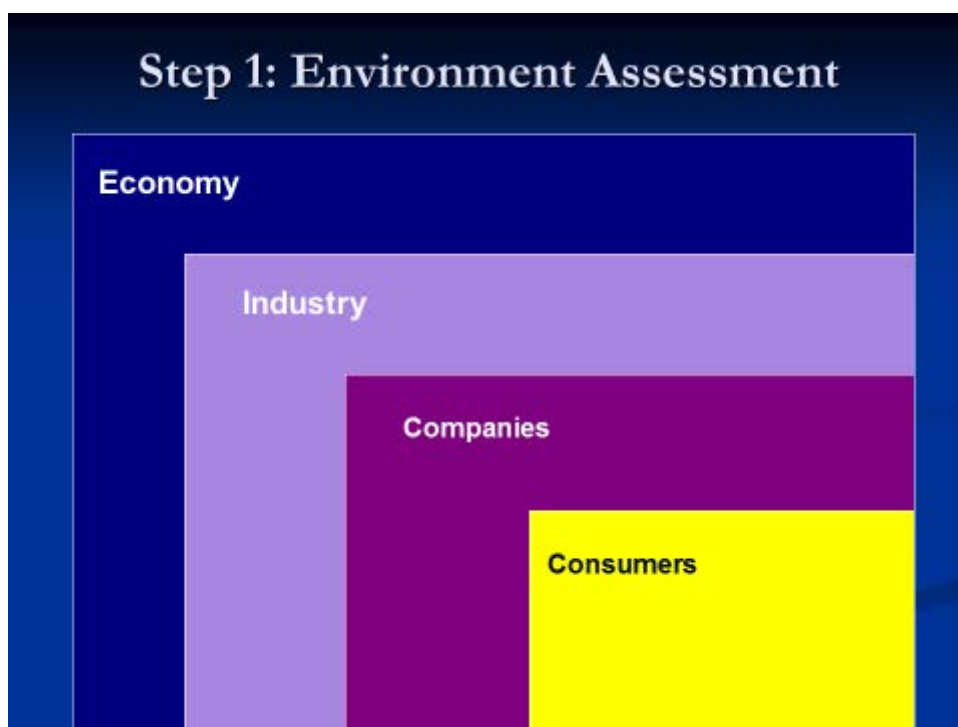 Step 1: Environment Assessment
Economy
Industry
Companies
Consumers